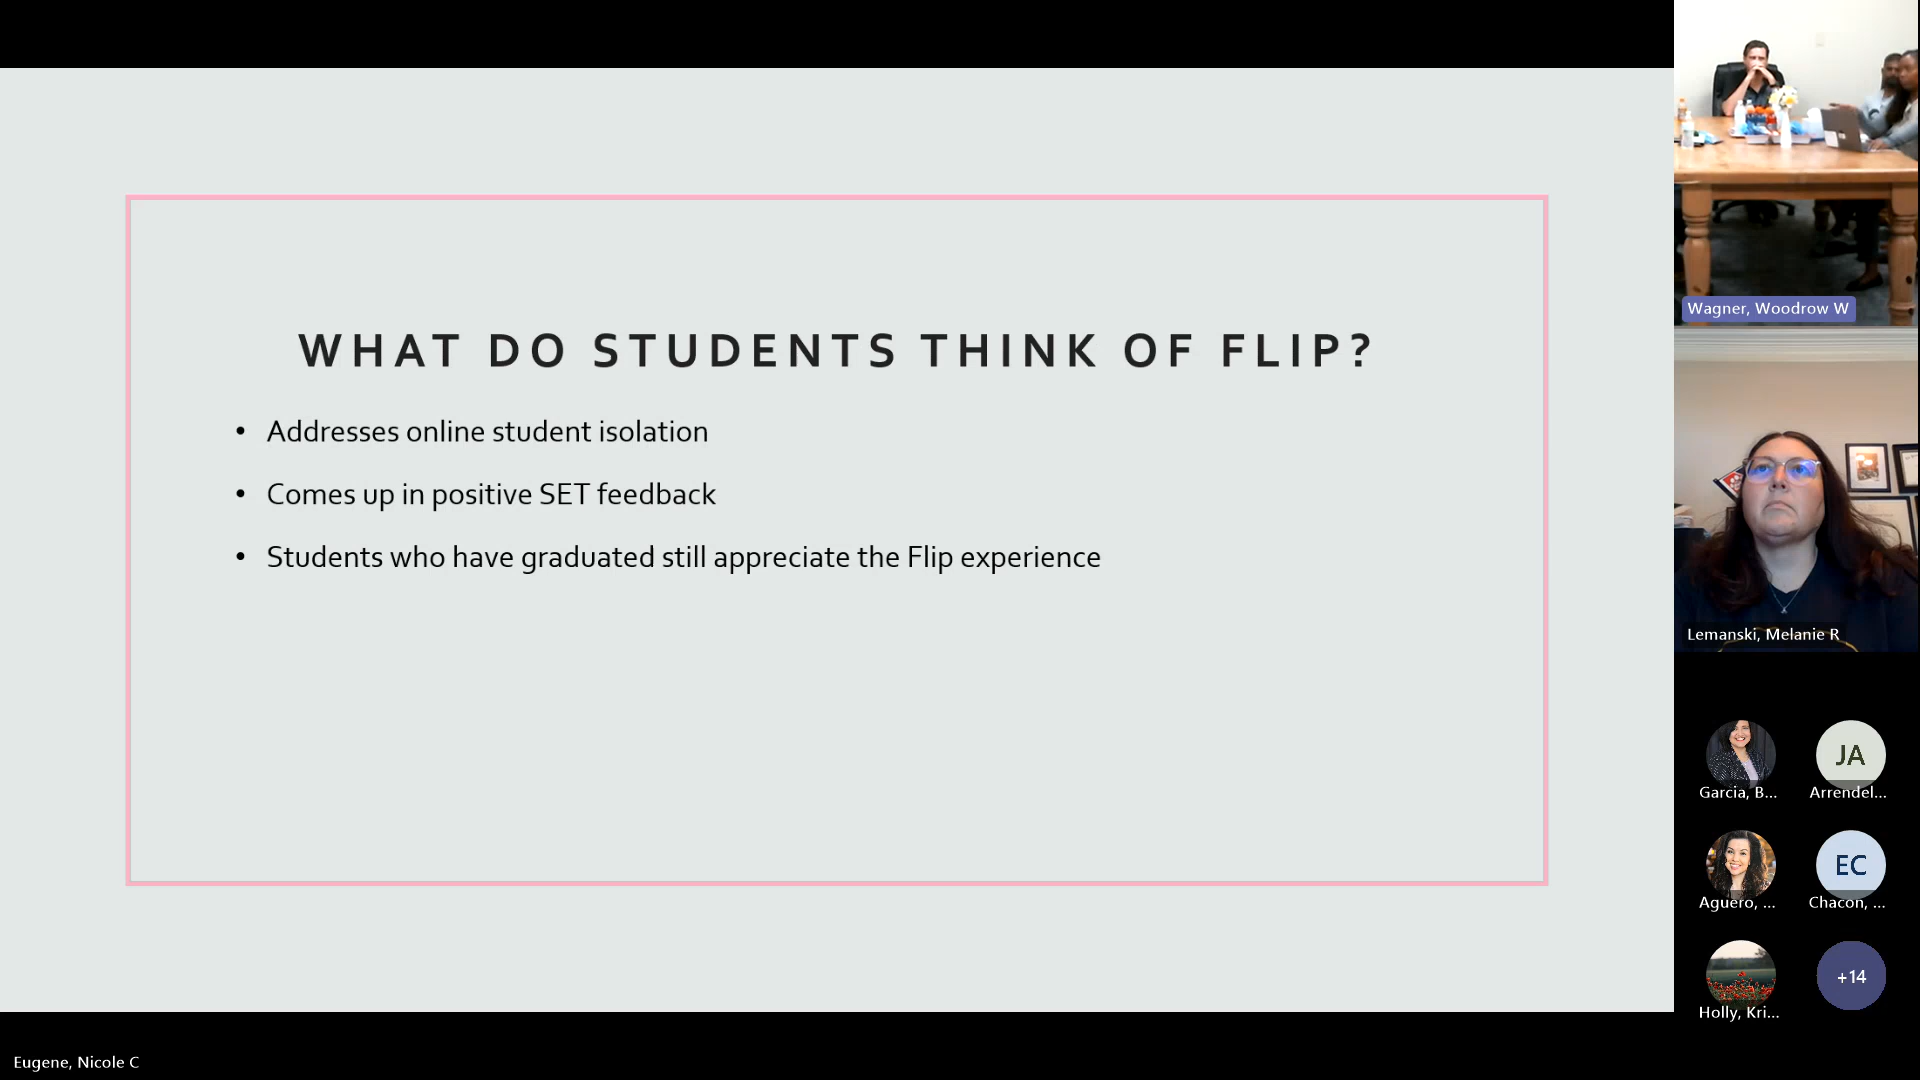 WHAT DO STUDENTS THINK OF FLIP?
• Addresses online student isolation
• Comes up in positive SET feedback
• Students who have graduated still appreciate the Flip experience
Wagner, Woodrow W
Lemanski, Melanie R
Garcia, B...
JA
Arrendel...
Aguero, ...
EC
Chacon, ...
Holly, Kri...
+14
Eugene, Nicole C